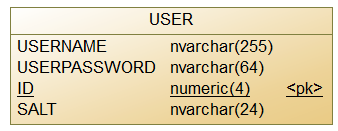 USER
USERNAME nvarchar(255)
USERPASSWORD nvarchar(64)
ID numeric(4) <pk>
SALT nvarchar(24)